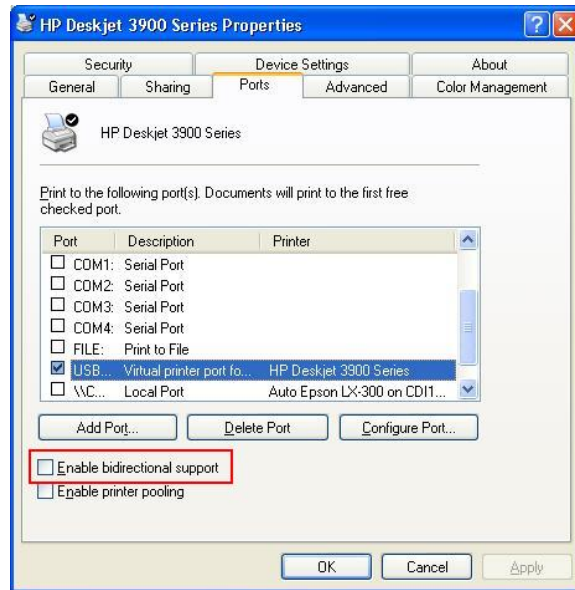 HP Deskjet 3900 Series Properties
Security Device Settings About
General Sharing Ports Advanced Color Management
HP Deskjet 3900 Series
Print to the following port(s). Documents will print to the first free
checked port.
Port Description Printer
COM1: Serial Port
COM2: Serial Port
COM3: Serial Port
COM4: Serial Port
FILE: Print to File
USB... Virtual printer port fo... HP Deskjet 3900 Series
\\C... Local Port Auto Epson LX-300 on CDI1...
Add Port... Delete Port Configure Port...
Enable bidirectional support
Enable printer pooling
OK Cancel Apply